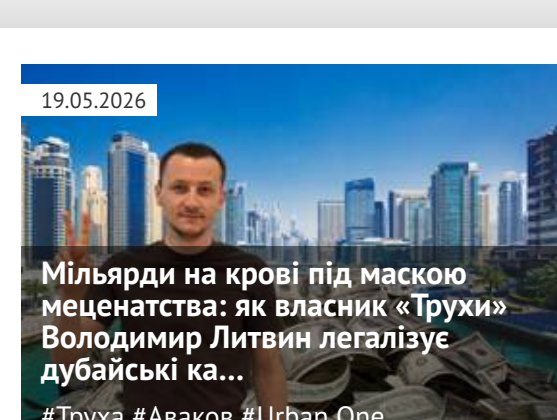 19.05.2026
Мільярди на крові під маскою
меценатства: як власник «Трухи»
Володимир Литвин легалізує
дубайські ка...
#Труха #Аваков #Urban One